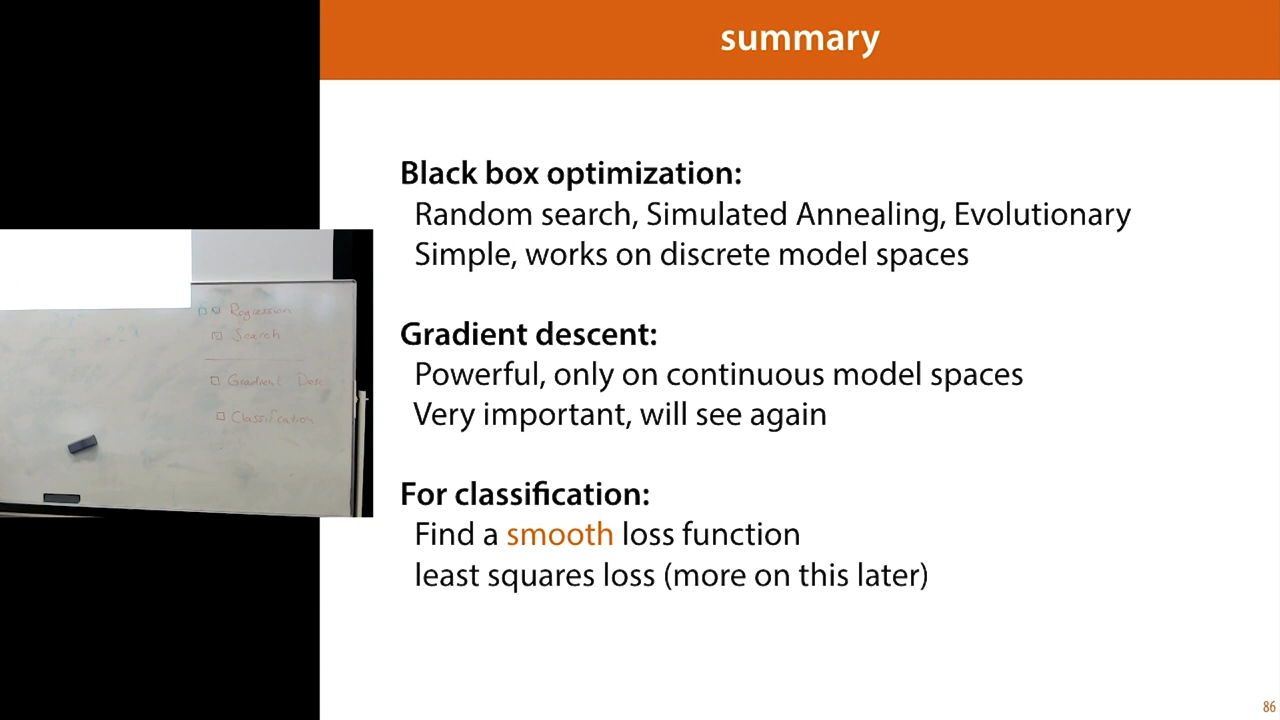 summary
Black box optimization:
Random search, Simulated Annealing, Evolutionary
Simple, works on discrete model spaces
Gradient descent:
Powerful, only on continuous model spaces
Very important, will see again
For classification:
Find a smooth loss function
least squares loss (more on this later)
86
Regression
Search
Gradient Desc
Classification